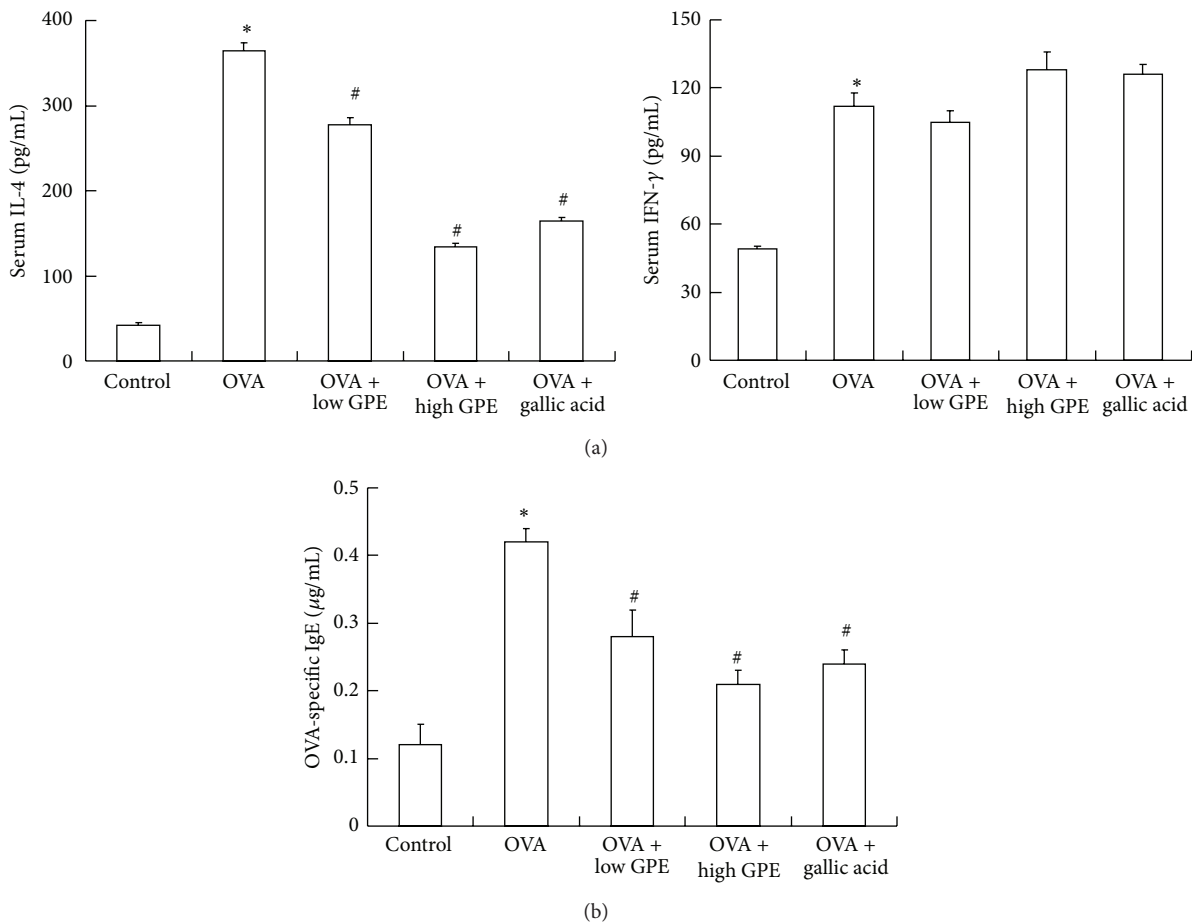 Serum IL-4 (pg/mL)
400
300
200
100
0
*
#
#
#
Control
OVA
OVA +
low GPE
OVA +
high GPE
OVA +
gallic acid
Serum IFN-γ (pg/mL)
150
120
90
60
30
0
*
Control
OVA
OVA +
low GPE
OVA +
high GPE
OVA +
gallic acid
(a)
OVA-specific IgE (μg/mL)
0.5
0.4
0.3
0.2
0.1
0
*
#
#
#
Control
OVA
OVA +
low GPE
OVA +
high GPE
OVA +
gallic acid
(b)